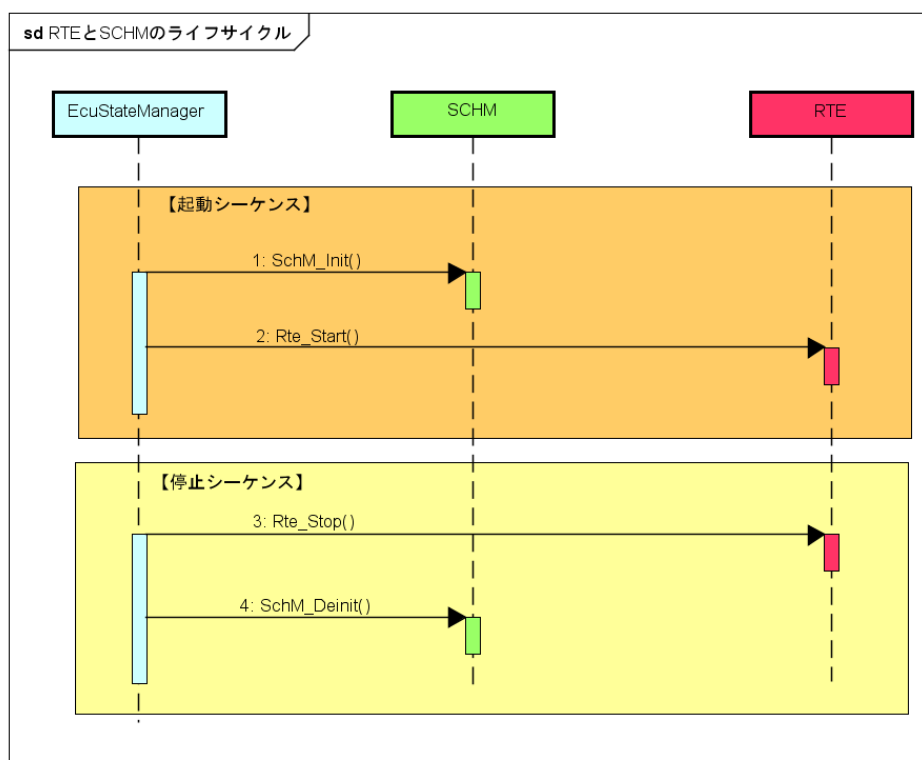 sd RTEとSCHMのライフサイクル
EcuStateManager
SCHM
RTE
【起動シーケンス】
1: SchM_Init()
2: Rte_Start()
【停止シーケンス】
3: Rte_Stop()
4: SchM_Deinit()